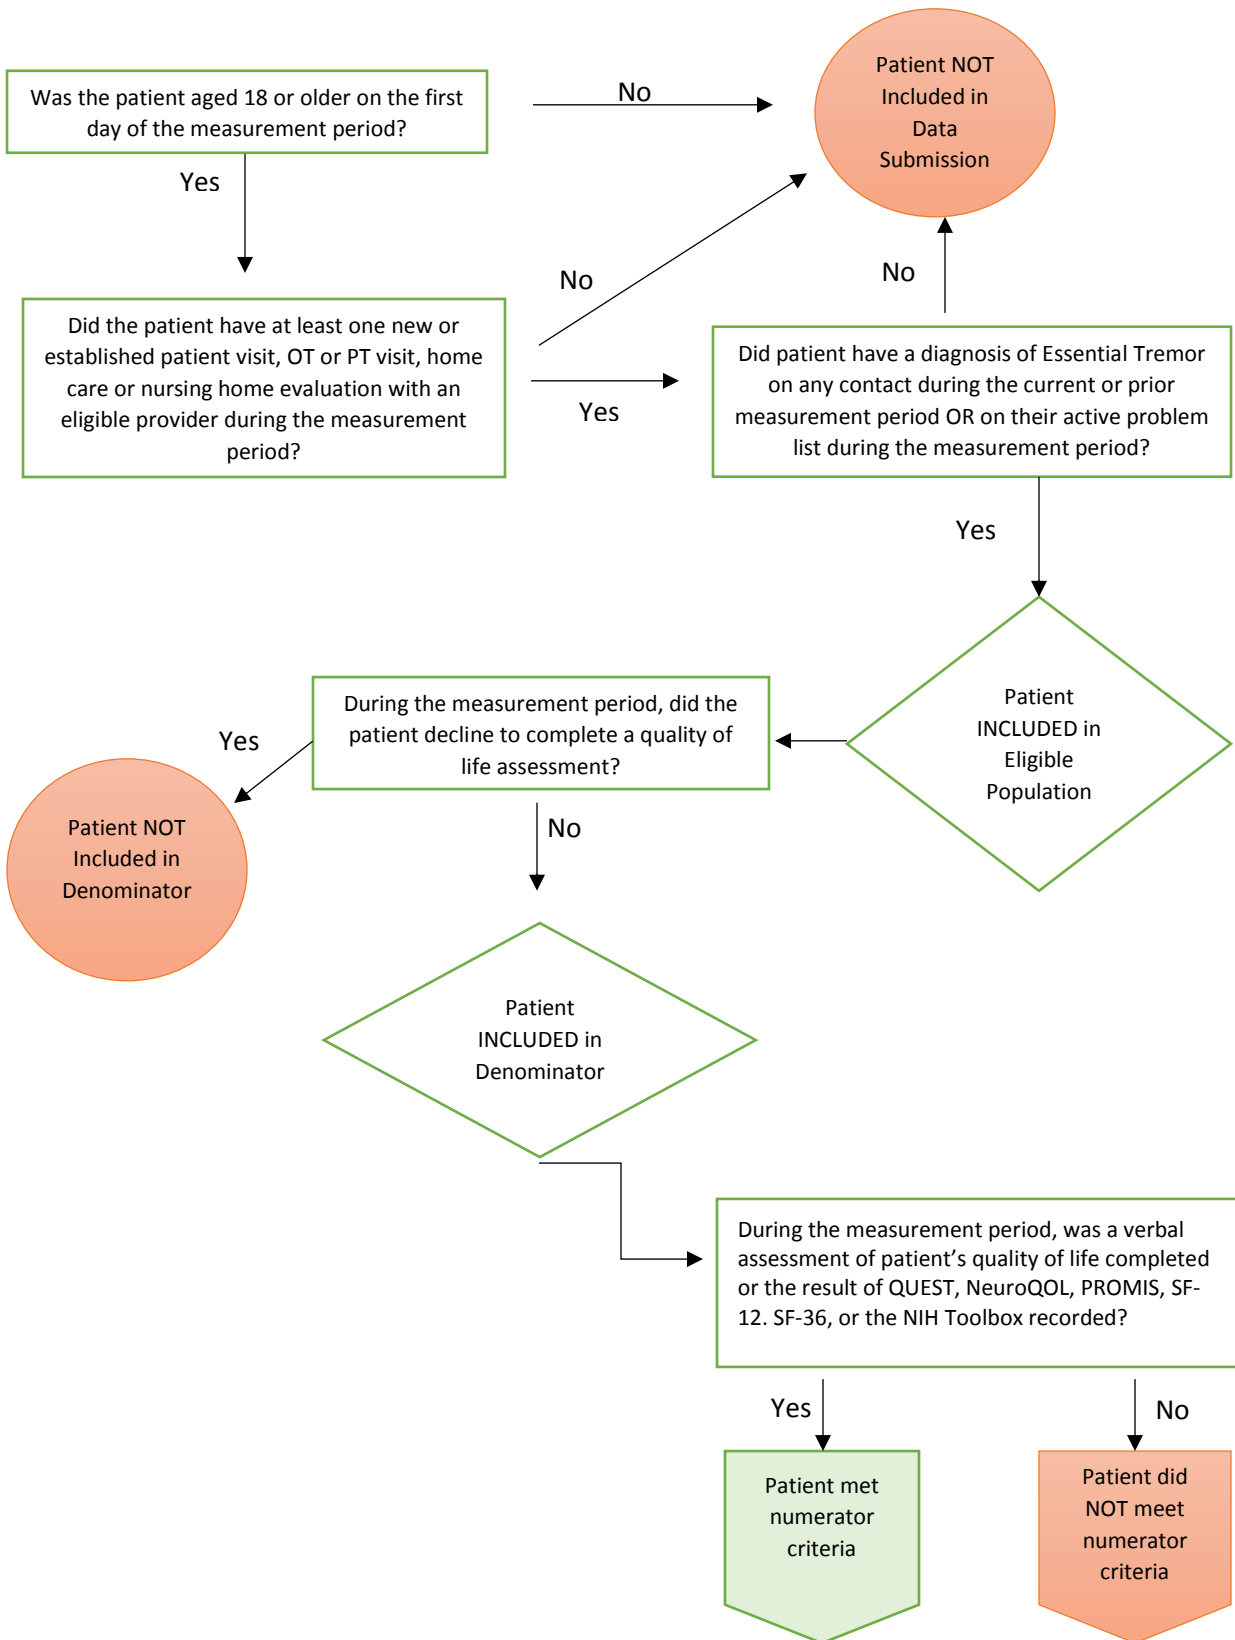 Patient NOT
Included in
Data
Submission
Was the patient aged 18 or older on the first
day of the measurement period?
No
Yes
No
No
Did the patient have at least one new or
established patient visit, OT or PT visit, home
care or nursing home evaluation with an
eligible provider during the measurement
period?
Yes
Did patient have a diagnosis of Essential Tremor
on any contact during the current or prior
measurement period OR on their active problem
list during the measurement period?
Yes
Patient
INCLUDED in
Eligible
Population
During the measurement period, did the
patient decline to complete a quality of
life assessment?
Yes
No
Patient NOT
Included in
Denominator
Patient
INCLUDED in
Denominator
During the measurement period, was a verbal
assessment of patient’s quality of life completed
or the result of QUEST, NeuroQOL, PROMIS, SF-
12. SF-36, or the NIH Toolbox recorded?
Yes
No
Patient met
numerator
criteria
Patient did
NOT meet
numerator
criteria